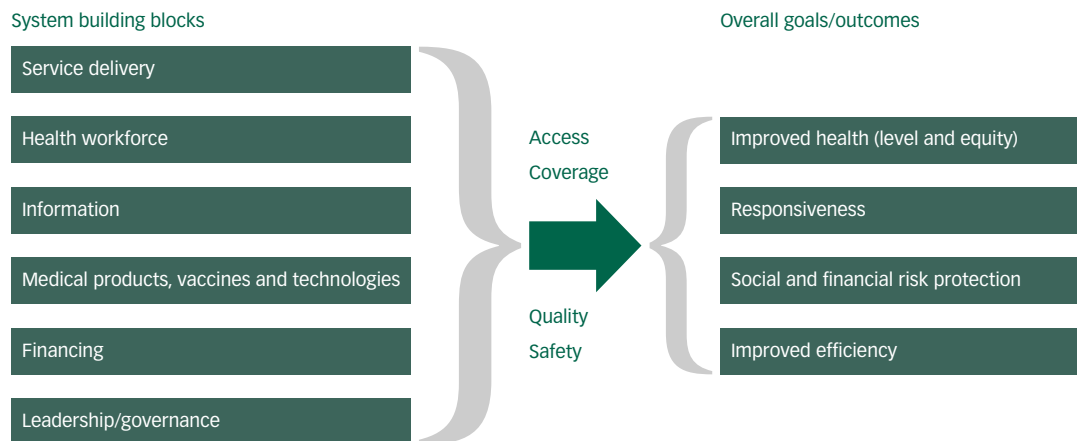 System building blocks
Service delivery
Health workforce
Information
Medical products, vaccines and technologies
Financing
Leadership/governance
Access
Coverage
Quality
Safety
Overall goals/outcomes
Improved health (level and equity)
Responsiveness
Social and financial risk protection
Improved efficiency